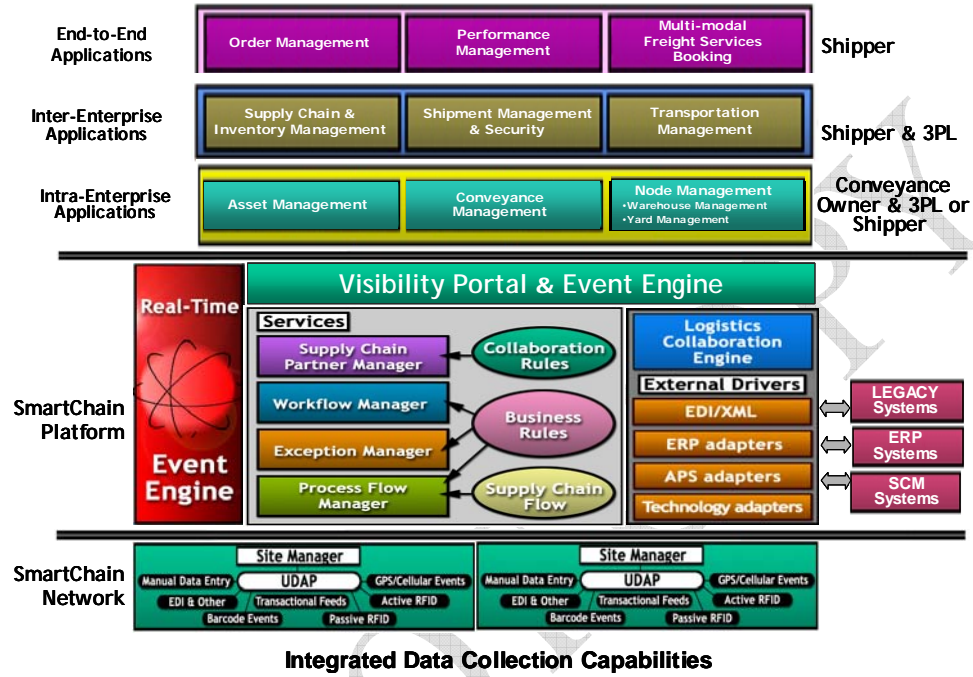 End-to-End
Applications
Order Management
Performance
Management
Multi-modal
Freight Services
Booking
Shipper
Inter-Enterprise
Applications
Supply Chain &
Inventory Management
Shipment Management
& Security
Transportation
Management
Shipper & 3PL
Intra-Enterprise
Applications
Asset Management
Conveyance
Management
Node Management
•Warehouse Management
•Yard Management
Conveyance
Owner & 3PL or
Shipper
SmartChain
Platform
Real-Time
Event
Engine
Visibility Portal & Event Engine
Services
Supply Chain
Partner Manager
Workflow Manager
Exception Manager
Process Flow
Manager
Collaboration
Rules
Business
Rules
Supply Chain
Flow
Logistics
Collaboration
Engine
External Drivers
EDI/XML
ERP adapters
APS adapters
Technology adapters
LEGACY
Systems
ERP
Systems
SCM
Systems
SmartChain
Network
Site Manager
Manual Data Entry
UDAP
GPS/Cellular Events
EDI & Other
Transactional Feeds
Active RFID
Barcode Events
Passive RFID
Site Manager
Manual Data Entry
UDAP
GPS/Cellular Events
EDI & Other
Transactional Feeds
Active RFID
Barcode Events
Passive RFID
Integrated Data Collection Capabilities